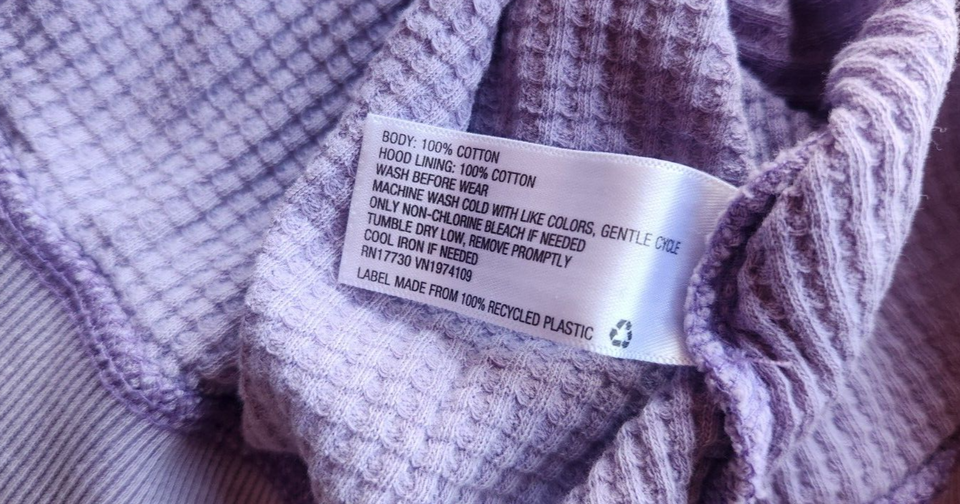 BODY: 100% COTTON
HOOD LINING: 100% COTTON
WASH BEFORE WEAR
MACHINE WASH COLD WITH LIKE COLORS, GENTLE CYCLE
ONLY NON-CHLORINE BLEACH IF NEEDED
TUMBLE DRY LOW, REMOVE PROMPTLY
COOL IRON IF NEEDED
RN17730 VN1974109
LABEL MADE FROM 100% RECYCLED PLASTIC